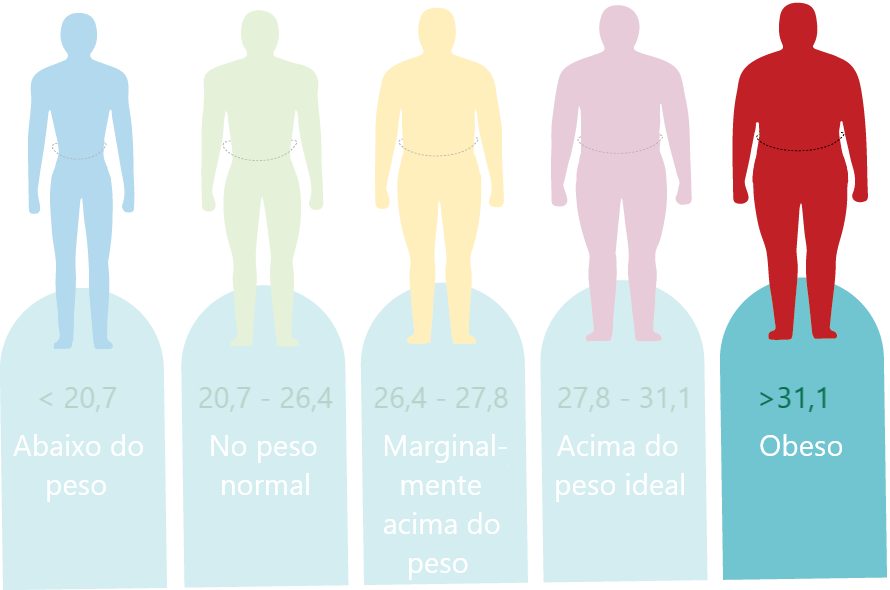 < 20,7
Abaixo do
peso
20,7 - 26,4
No peso
normal
26,4 - 27,8
Marginal-
mente
acima do
peso
27,8 - 31,1
Acima do
peso ideal
>31,1
Obeso